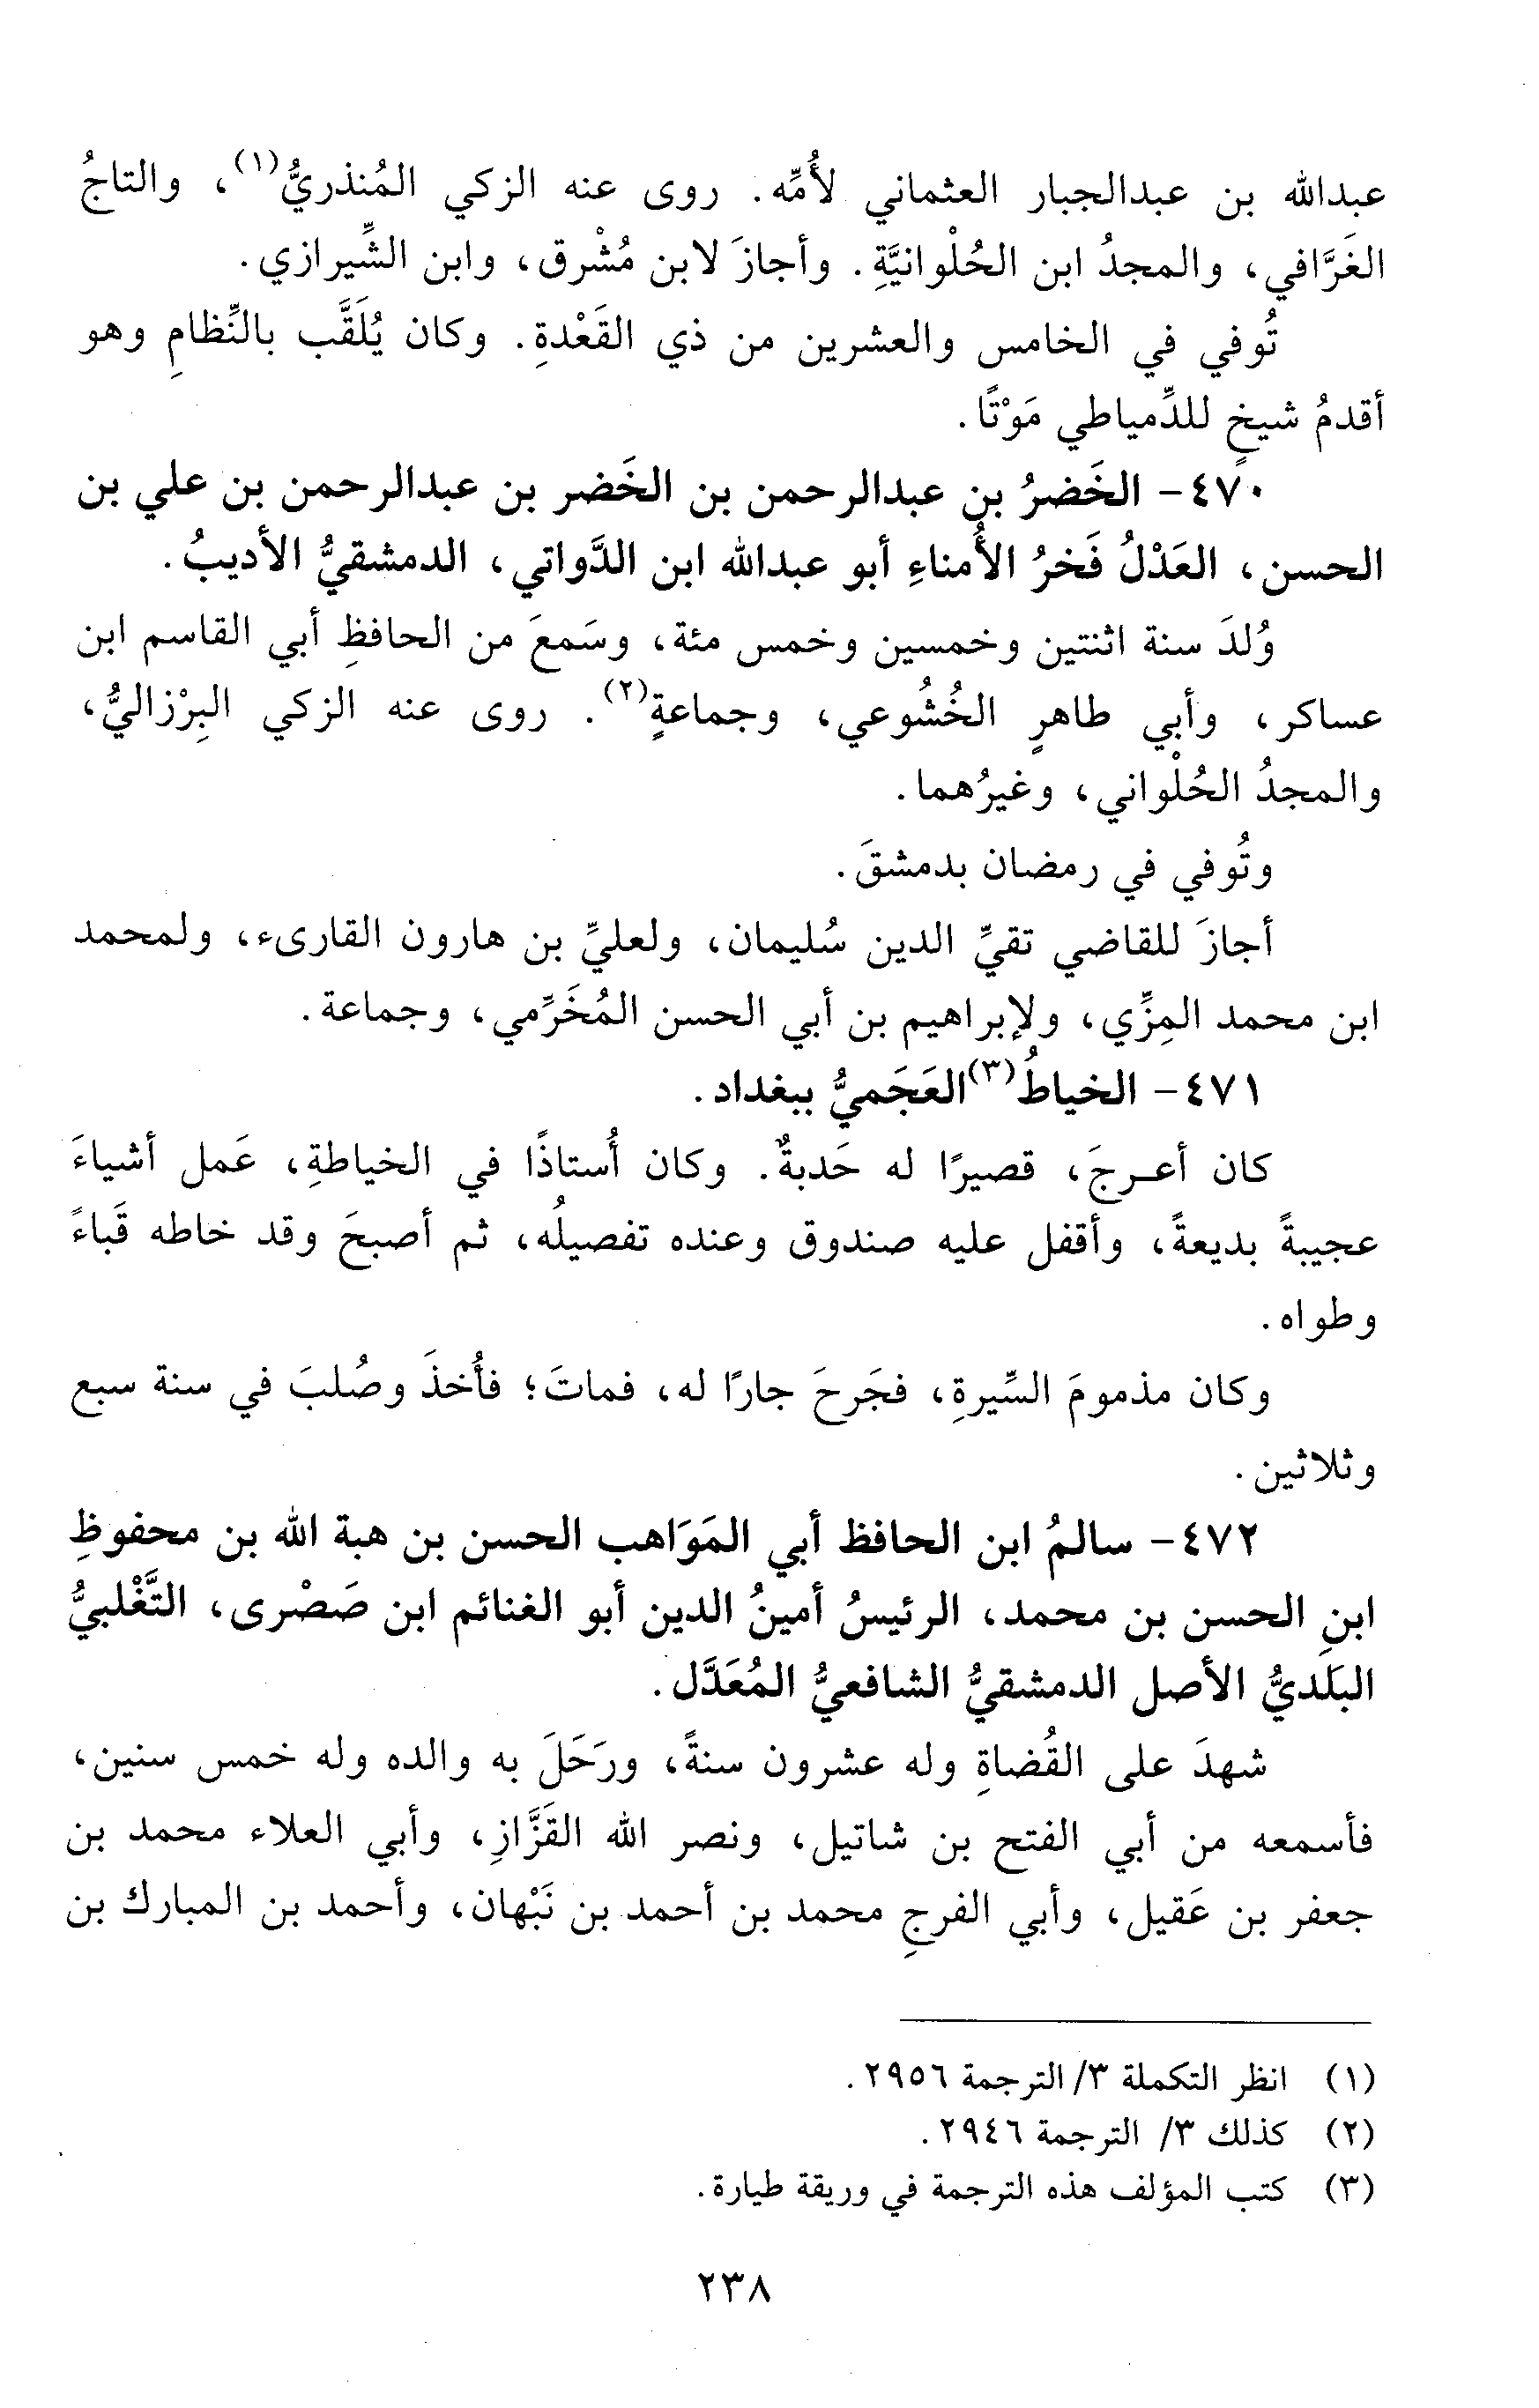 عبدالله بن عبدالجبار العثماني لأُمِّه. روى عنه الزكي المُنذريُّ(١)، والتاجُ
الغَرَّافي، والمجدُ ابن الحُلْوانيَّةِ. وأجازَ لابن مُشْرق، وابن الشِّيرازي.
تُوفي في الخامس والعشرين من ذي القَعْدةِ. وكان يُلَقَّب بالنِّظامِ وهو
أقدمُ شيخٍ للدِّمياطي مَوْتًا.
٤٧٠- الخَضرُ بن عبدالرحمن بن الخَضر بن عبدالرحمن بن علي بن
الحسن، العَدْلُ فَخرُ الأُمناءِ أبو عبدالله ابن الدَّواتي، الدمشقيُّ الأديبُ.
وُلدَ سنة اثنتين وخمسين وخمس مئة، وسَمعَ من الحافظِ أبي القاسم ابن
عساكر، وأبي طاهرٍ الخُشُوعي، وجماعةٍ(٢). روى عنه الزكي البِرْزاليُّ،
والمجدُ الحُلْواني، وغيرُهما.
وتُوفي في رمضان بدمشقَ.
أجازَ للقاضي تقيِّ الدين سُليمان، ولعليِّ بن هارون القارىء، ولمحمد
ابن محمد المِزِّي، ولإبراهيم بن أبي الحسن المُخَرِّمي، وجماعة.
٤٧١- الخياطُ(٣) العَجَميُّ ببغداد.
كان أعـرجَ، قصيرًا له حَدبةٌ. وكان أُستاذًا في الخياطةِ، عَمل أشياءَ
عجيبةً بديعةً، وأقفل عليه صندوق وعنده تفصيلُه، ثم أصبحَ وقد خاطه قَباءً
وطواه.
وكان مذمومَ السِّيرةِ، فجَرحَ جارًا له، فماتَ؛ فأُخذَ وصُلبَ في سنة سبع
وثلاثين.
٤٧٢- سالمُ ابن الحافظ أبي المَوَاهب الحسن بن هبة الله بن محفوظِ
ابنِ الحسن بن محمد، الرئيسُ أمينُ الدين أبو الغنائم ابن صَصْرى، التَّغْلبيُّ
البَلَديُّ الأصل الدمشقيُّ الشافعيُّ المُعَدَّل.
شهدَ على القُضاةِ وله عشرون سنةً، ورَحَلَ به والده وله خمس سنين،
فأسمعه من أبي الفتح بن شاتيل، ونصر الله القَزَّازِ، وأبي العلاء محمد بن
جعفر بن عَقيل، وأبي الفرجِ محمد بن أحمد بن نَبْهان، وأحمد بن المبارك بن
(١) انظر التكملة ٣/ الترجمة ٢٩٥٦.
(٢) كذلك ٣/ الترجمة ٢٩٤٦.
(٣) كتب المؤلف هذه الترجمة في وريقة طيارة.
٢٣٨